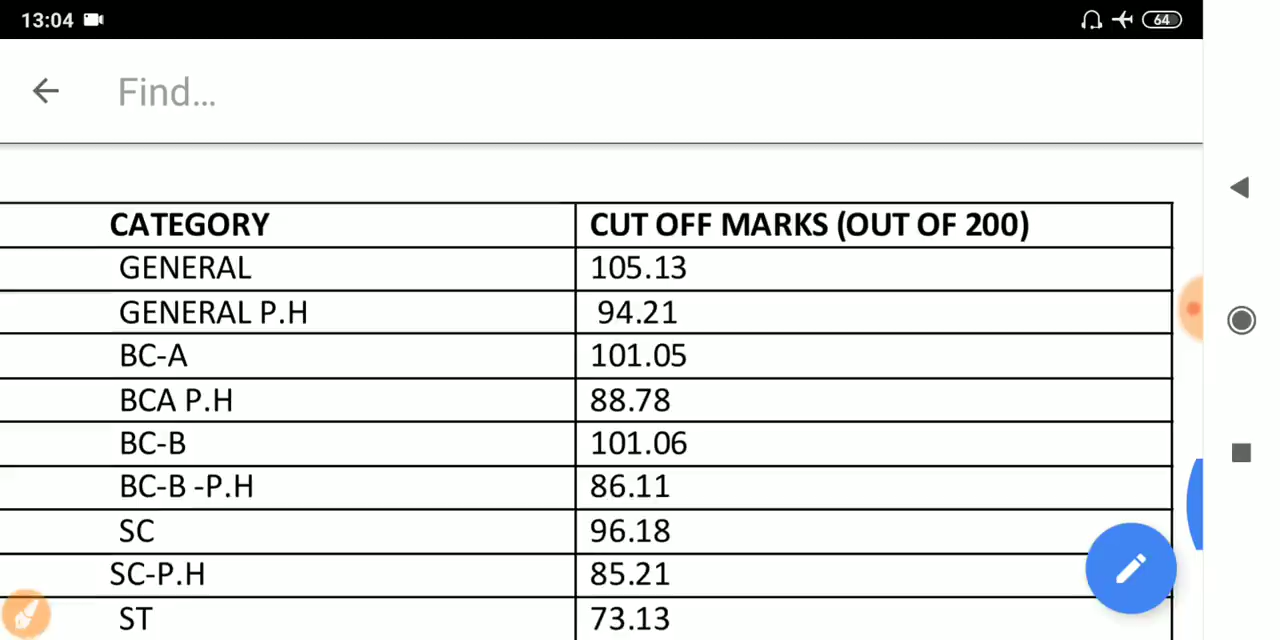 13:04
64
Find...
CATEGORY CUT OFF MARKS (OUT OF 200)
GENERAL 105.13
GENERAL P.H 94.21
BC-A 101.05
BCA P.H 88.78
BC-B 101.06
BC-B -P.H 86.11
SC 96.18
SC-P.H 85.21
ST 73.13